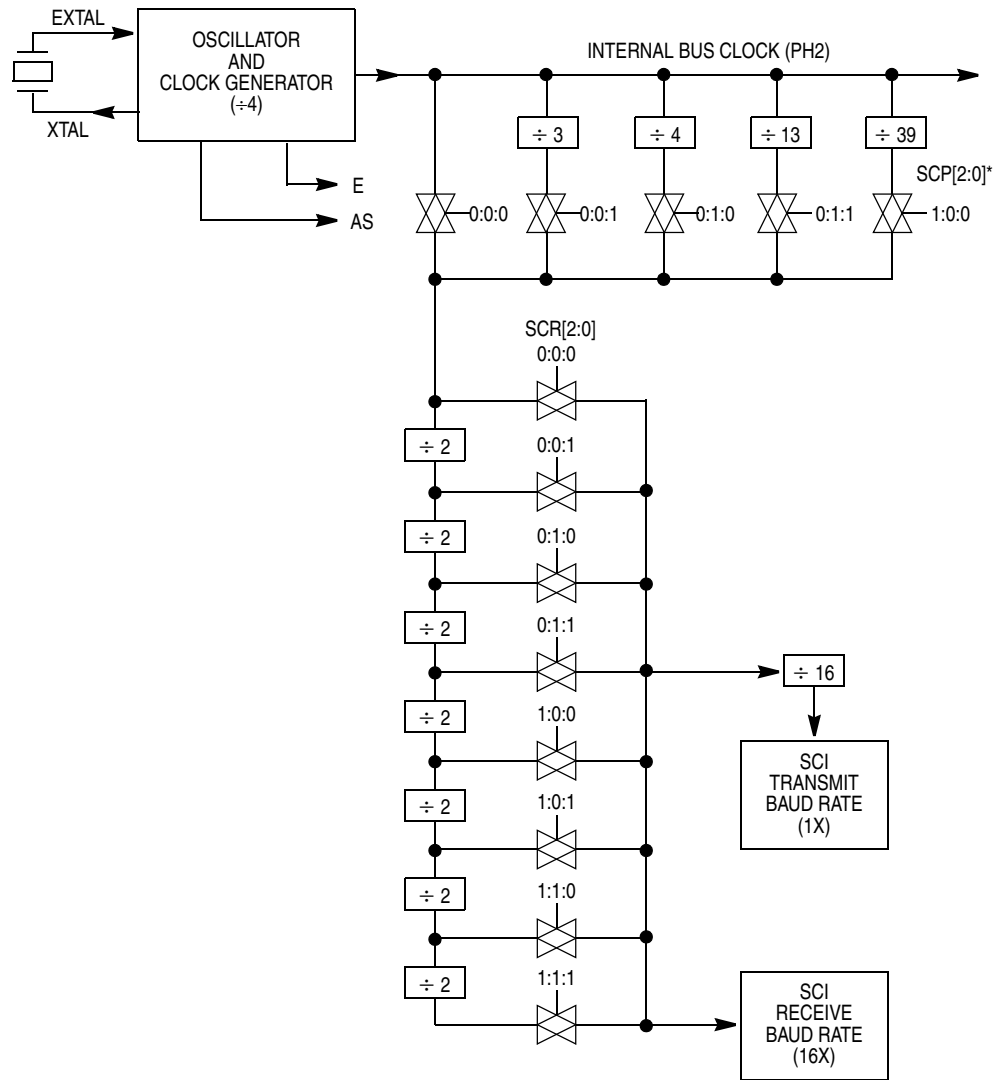 EXTAL
OSCILLATOR
AND
CLOCK GENERATOR
(÷4)
XTAL
E
AS
INTERNAL BUS CLOCK (PH2)
÷ 3
÷ 4
÷ 13
÷ 39
SCP[2:0]*
0:0:0
0:0:1
0:1:0
0:1:1
1:0:0
SCR[2:0]
0:0:0
÷ 2
0:0:1
÷ 2
0:1:0
÷ 2
0:1:1
÷ 2
1:0:0
÷ 2
1:0:1
÷ 2
1:1:0
÷ 2
1:1:1
÷ 16
SCI
TRANSMIT
BAUD RATE
(1X)
SCI
RECEIVE
BAUD RATE
(16X)